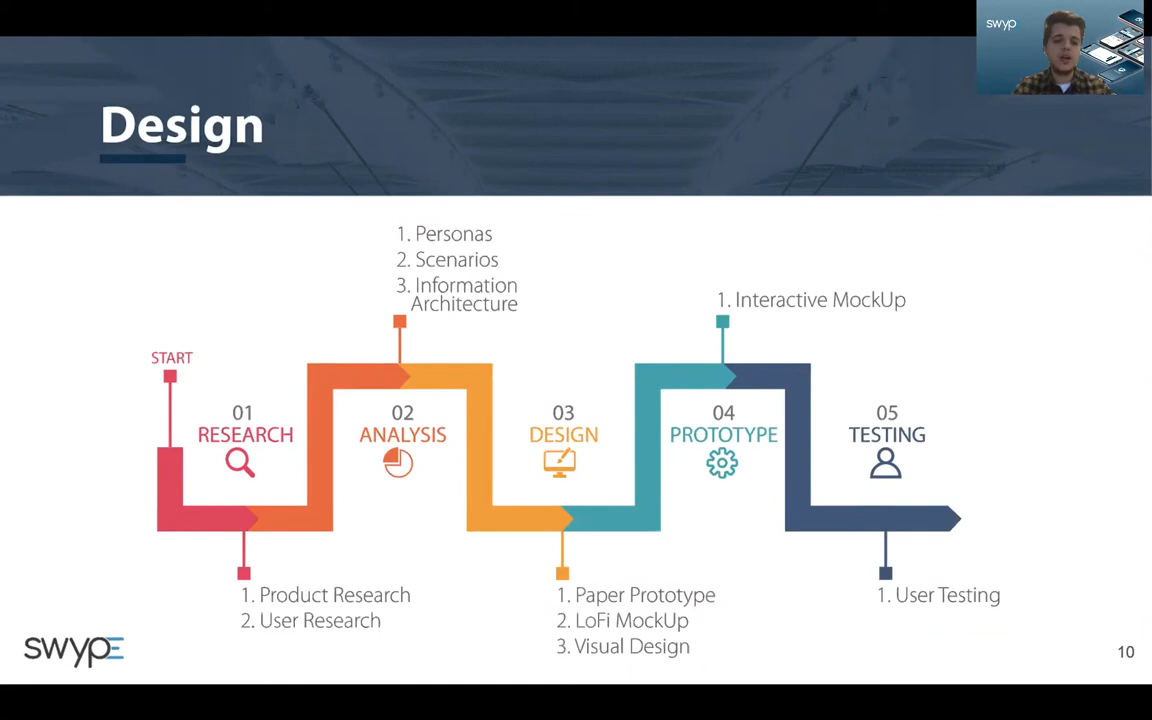 swyp
Design
1. Personas
2. Scenarios
3. Information
Architecture
1. Interactive MockUp
START
01
RESEARCH
02
ANALYSIS
03
DESIGN
04
PROTOTYPE
05
TESTING
1. Product Research
2. User Research
1. Paper Prototype
2. LoFi MockUp
3. Visual Design
1. User Testing
swypE
10